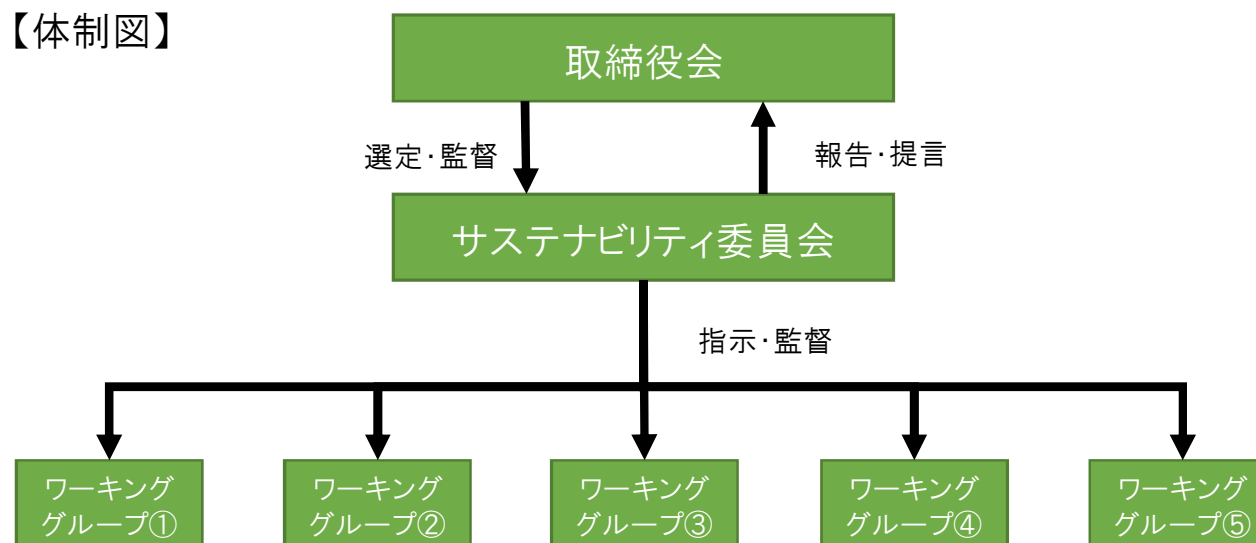 【体制図】
取締役会
選定・監督
報告・提言
サステナビリティ委員会
指示・監督
ワーキング
グループ①
ワーキング
グループ②
ワーキング
グループ③
ワーキング
グループ④
ワーキング
グループ⑤